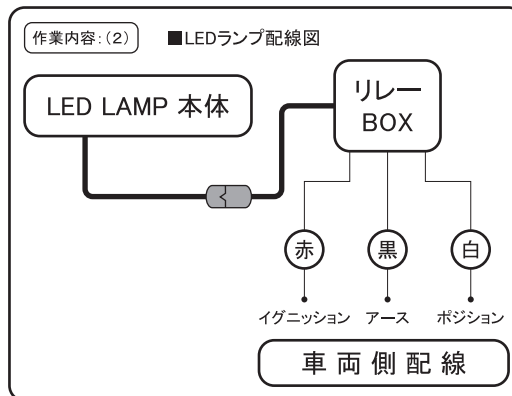 作業内容:(2)
■LEDランプ配線図
LED LAMP 本体
リレー
BOX
赤
黒
白
イグニッション
アース
ポジション
車両側配線